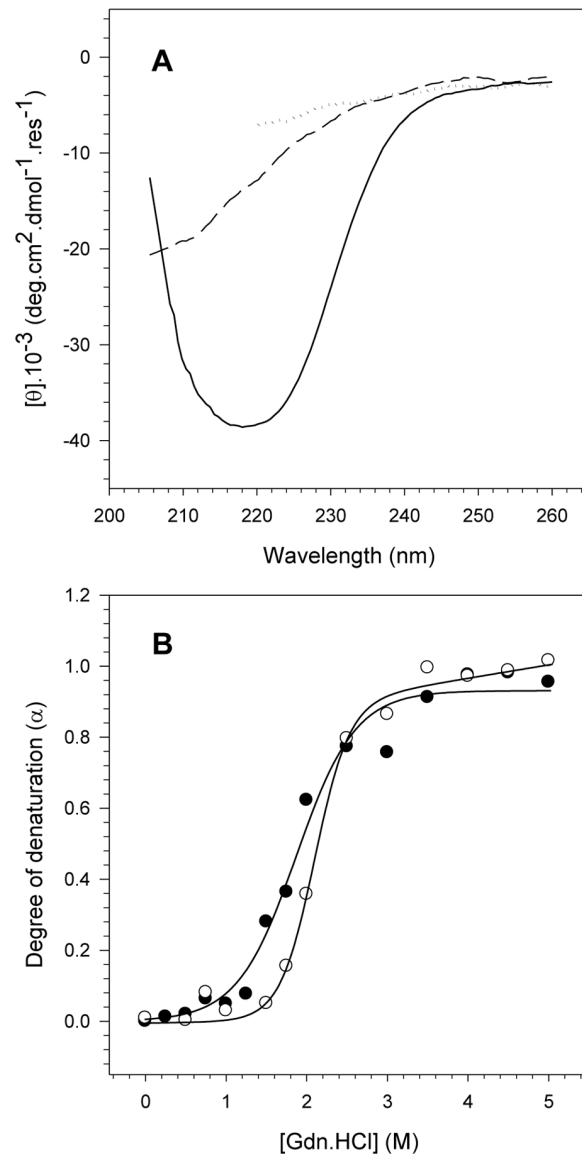 A
0
-10
-20
-30
-40
[θ].10⁻³ (deg.cm².dmol⁻¹.res⁻¹)
200 210 220 230 240 250 260
Wavelength (nm)
B
1.2
1.0
0.8
0.6
0.4
0.2
0.0
Degree of denaturation (α)
0 1 2 3 4 5
[Gdn.HCl] (M)